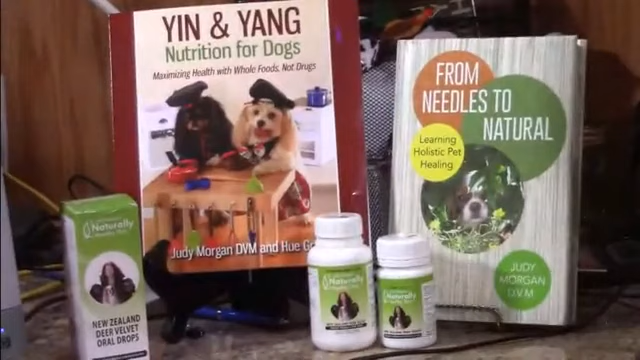 YIN & YANG
Nutrition for Dogs
Maximizing Health with Whole Foods, Not Drugs
Judy Morgan DVM and Hue
FROM
NEEDLES TO
NATURAL
Learning
Holistic Pet
Healing
JUDY
MORGAN
D.V.M
Naturally
NEW ZEALAND
DEER VELVET
ORAL DROPS
Naturally
Naturally